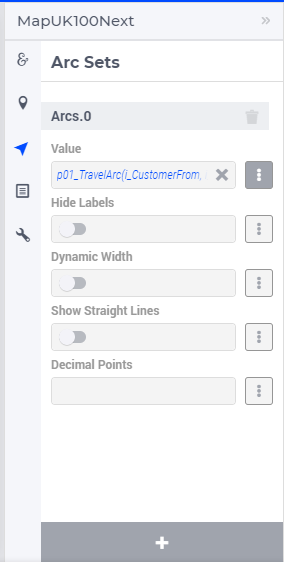 MapUK100Next
»
Arc Sets
Arcs.0
Value
p01_TravelArc(i_CustomerFrom,
Hide Labels
Dynamic Width
Show Straight Lines
Decimal Points